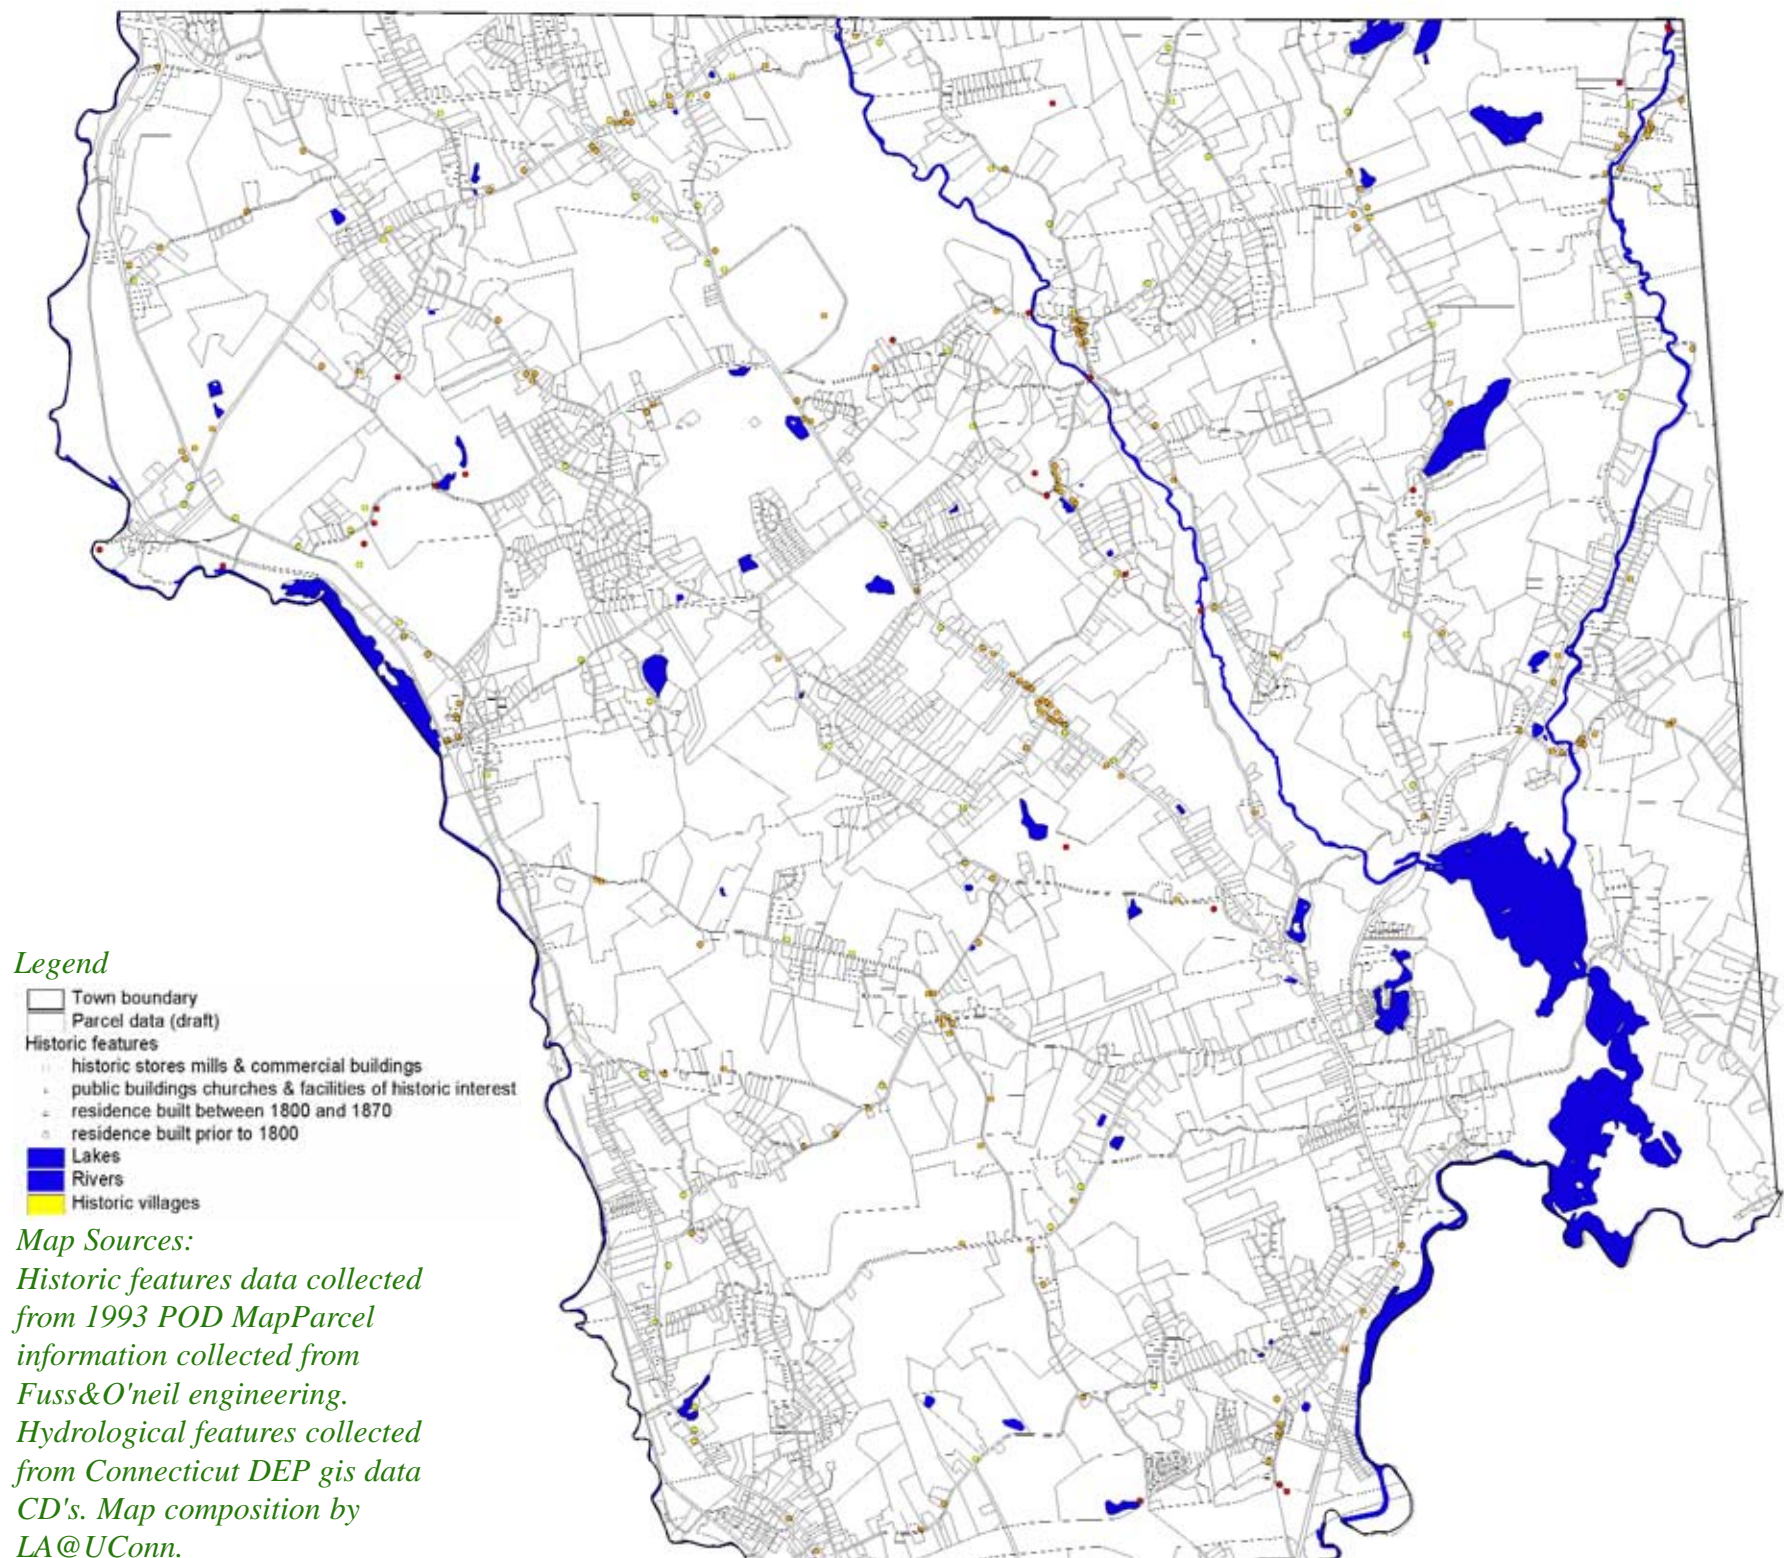 Legend
Town boundary
Parcel data (draft)
Historic features
historic stores mills & commercial buildings
public buildings churches & facilities of historic interest
residence built between 1800 and 1870
residence built prior to 1800
Lakes
Rivers
Historic villages
Map Sources:
Historic features data collected
from 1993 POD MapParcel
information collected from
Fuss&O'neil engineering.
Hydrological features collected
from Connecticut DEP gis data
CD's. Map composition by
LA@UConn.